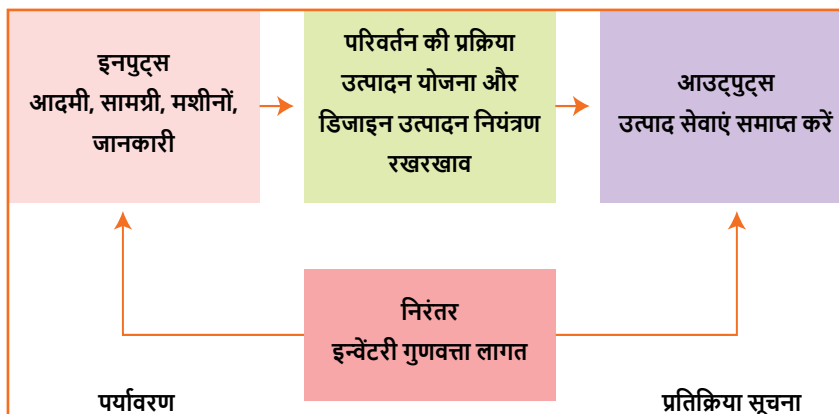 इनपुट्स
आदमी, सामग्री, मशीनों,
जानकारी
परिवर्तन की प्रक्रिया
उत्पादन योजना और
डिजाइन उत्पादन नियंत्रण
रखरखाव
आउट्पुट्स
उत्पाद सेवाएं समाप्त करें
निरंतर
इन्वेंटरी गुणवत्ता लागत
पर्यावरण
प्रतिक्रिया सूचना